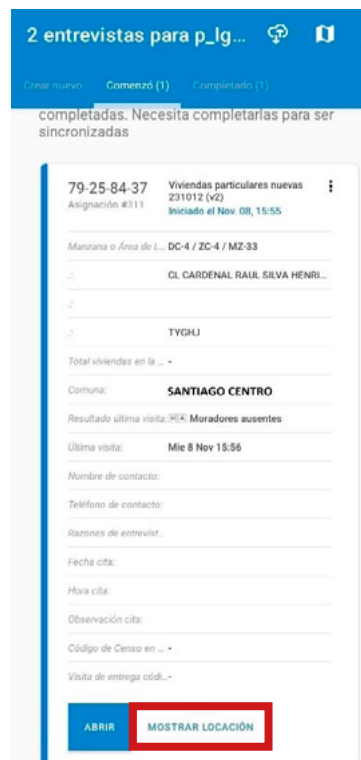 2 entrevistas para p_lg...
Crear nuevo Comenzó (1) Completado (1)
completadas. Necesita completarlas para ser
sincronizadas
79-25-84-37 Viviendas particulares nuevas
231012 (v2)
Asignación #311
Iniciado el Nov. 08, 15:55
Manzana o Área de L... DC-4 / ZC-4 / MZ-33
.: CL CARDENAL RAUL SILVA HENRI...
.:
.: TYGHJ
Total viviendas en la ... -
Comuna: SANTIAGO CENTRO
Resultado última visita: Moradores ausentes
Última visita: Mie 8 Nov 15:56
Nombre de contacto:
Teléfono de contacto:
Razones de entrevist...
Fecha cita:
Hora cita:
Observación cita:
Código de Censo en ... -
Visita de entrega códi...-
ABRIR MOSTRAR LOCACIÓN